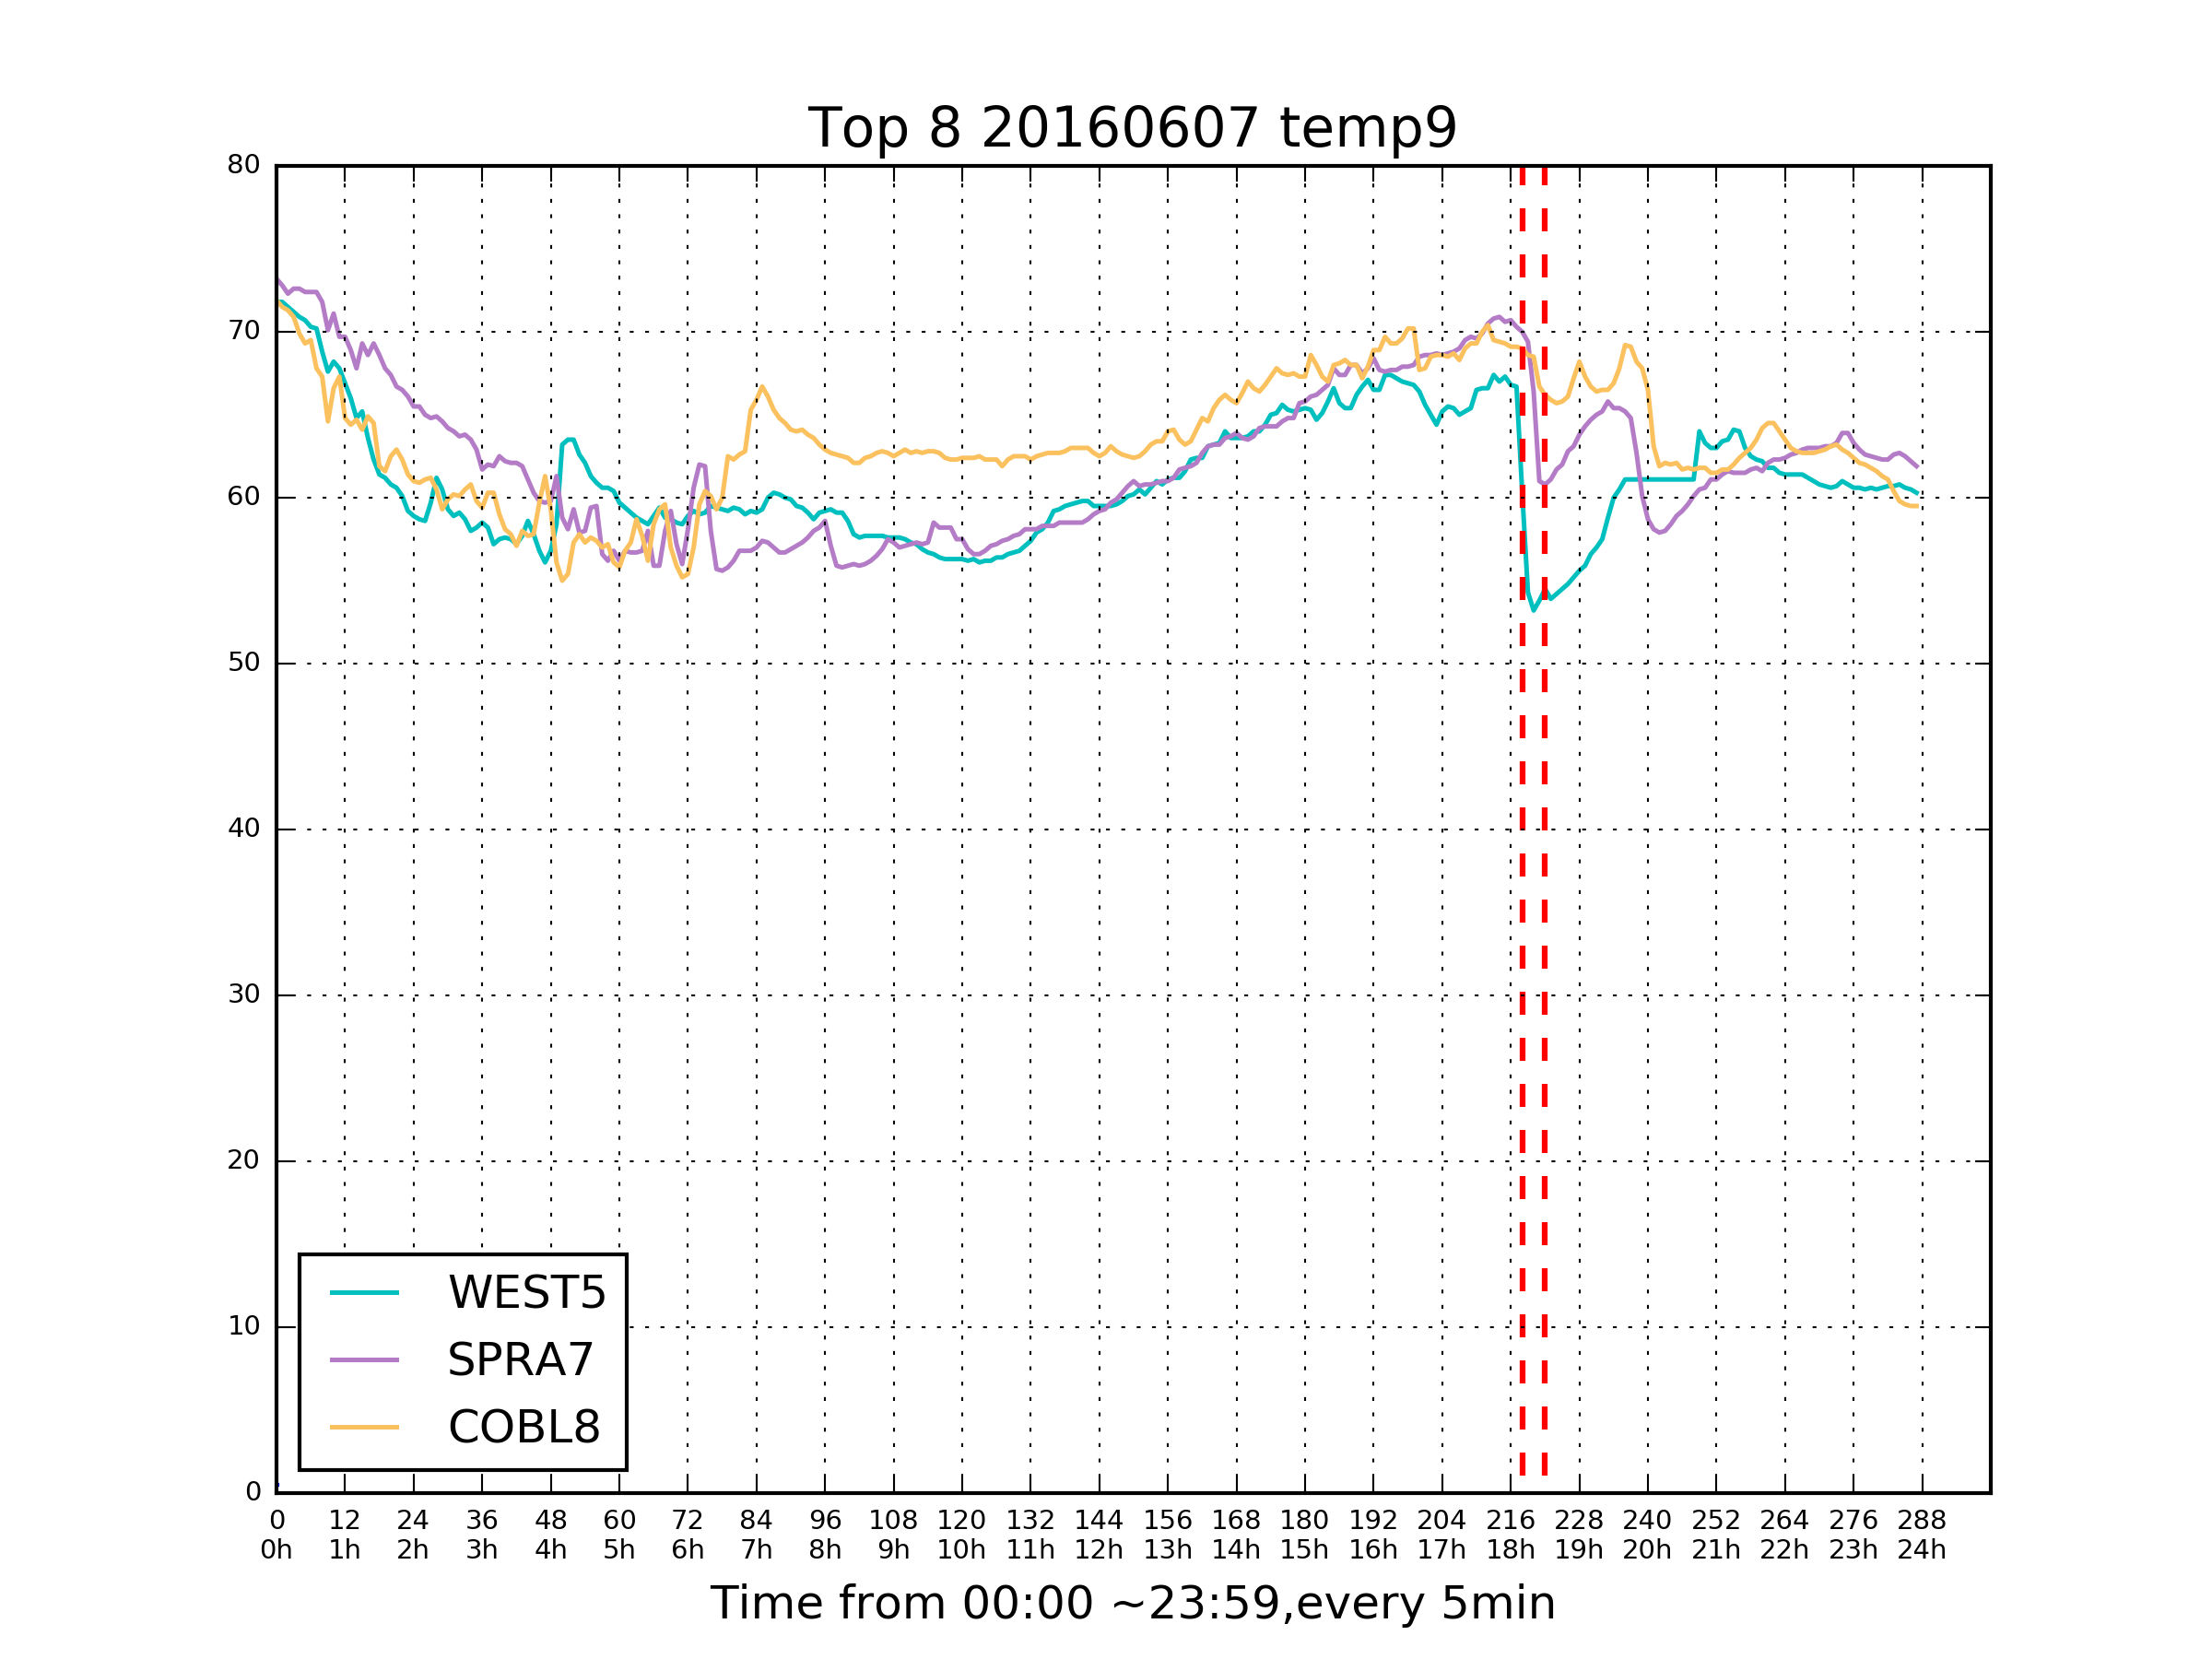 Top 8 20160607 temp9
80
70
60
50
40
30
20
10
0
WEST5
SPRA7
COBL8
0 12 24 36 48 60 72 84 96 108 120 132 144 156 168 180 192 204 216 228 240 252 264 276 288
0h 1h 2h 3h 4h 5h 6h 7h 8h 9h 10h 11h 12h 13h 14h 15h 16h 17h 18h 19h 20h 21h 22h 23h 24h
Time from 00:00 ~23:59,every 5min